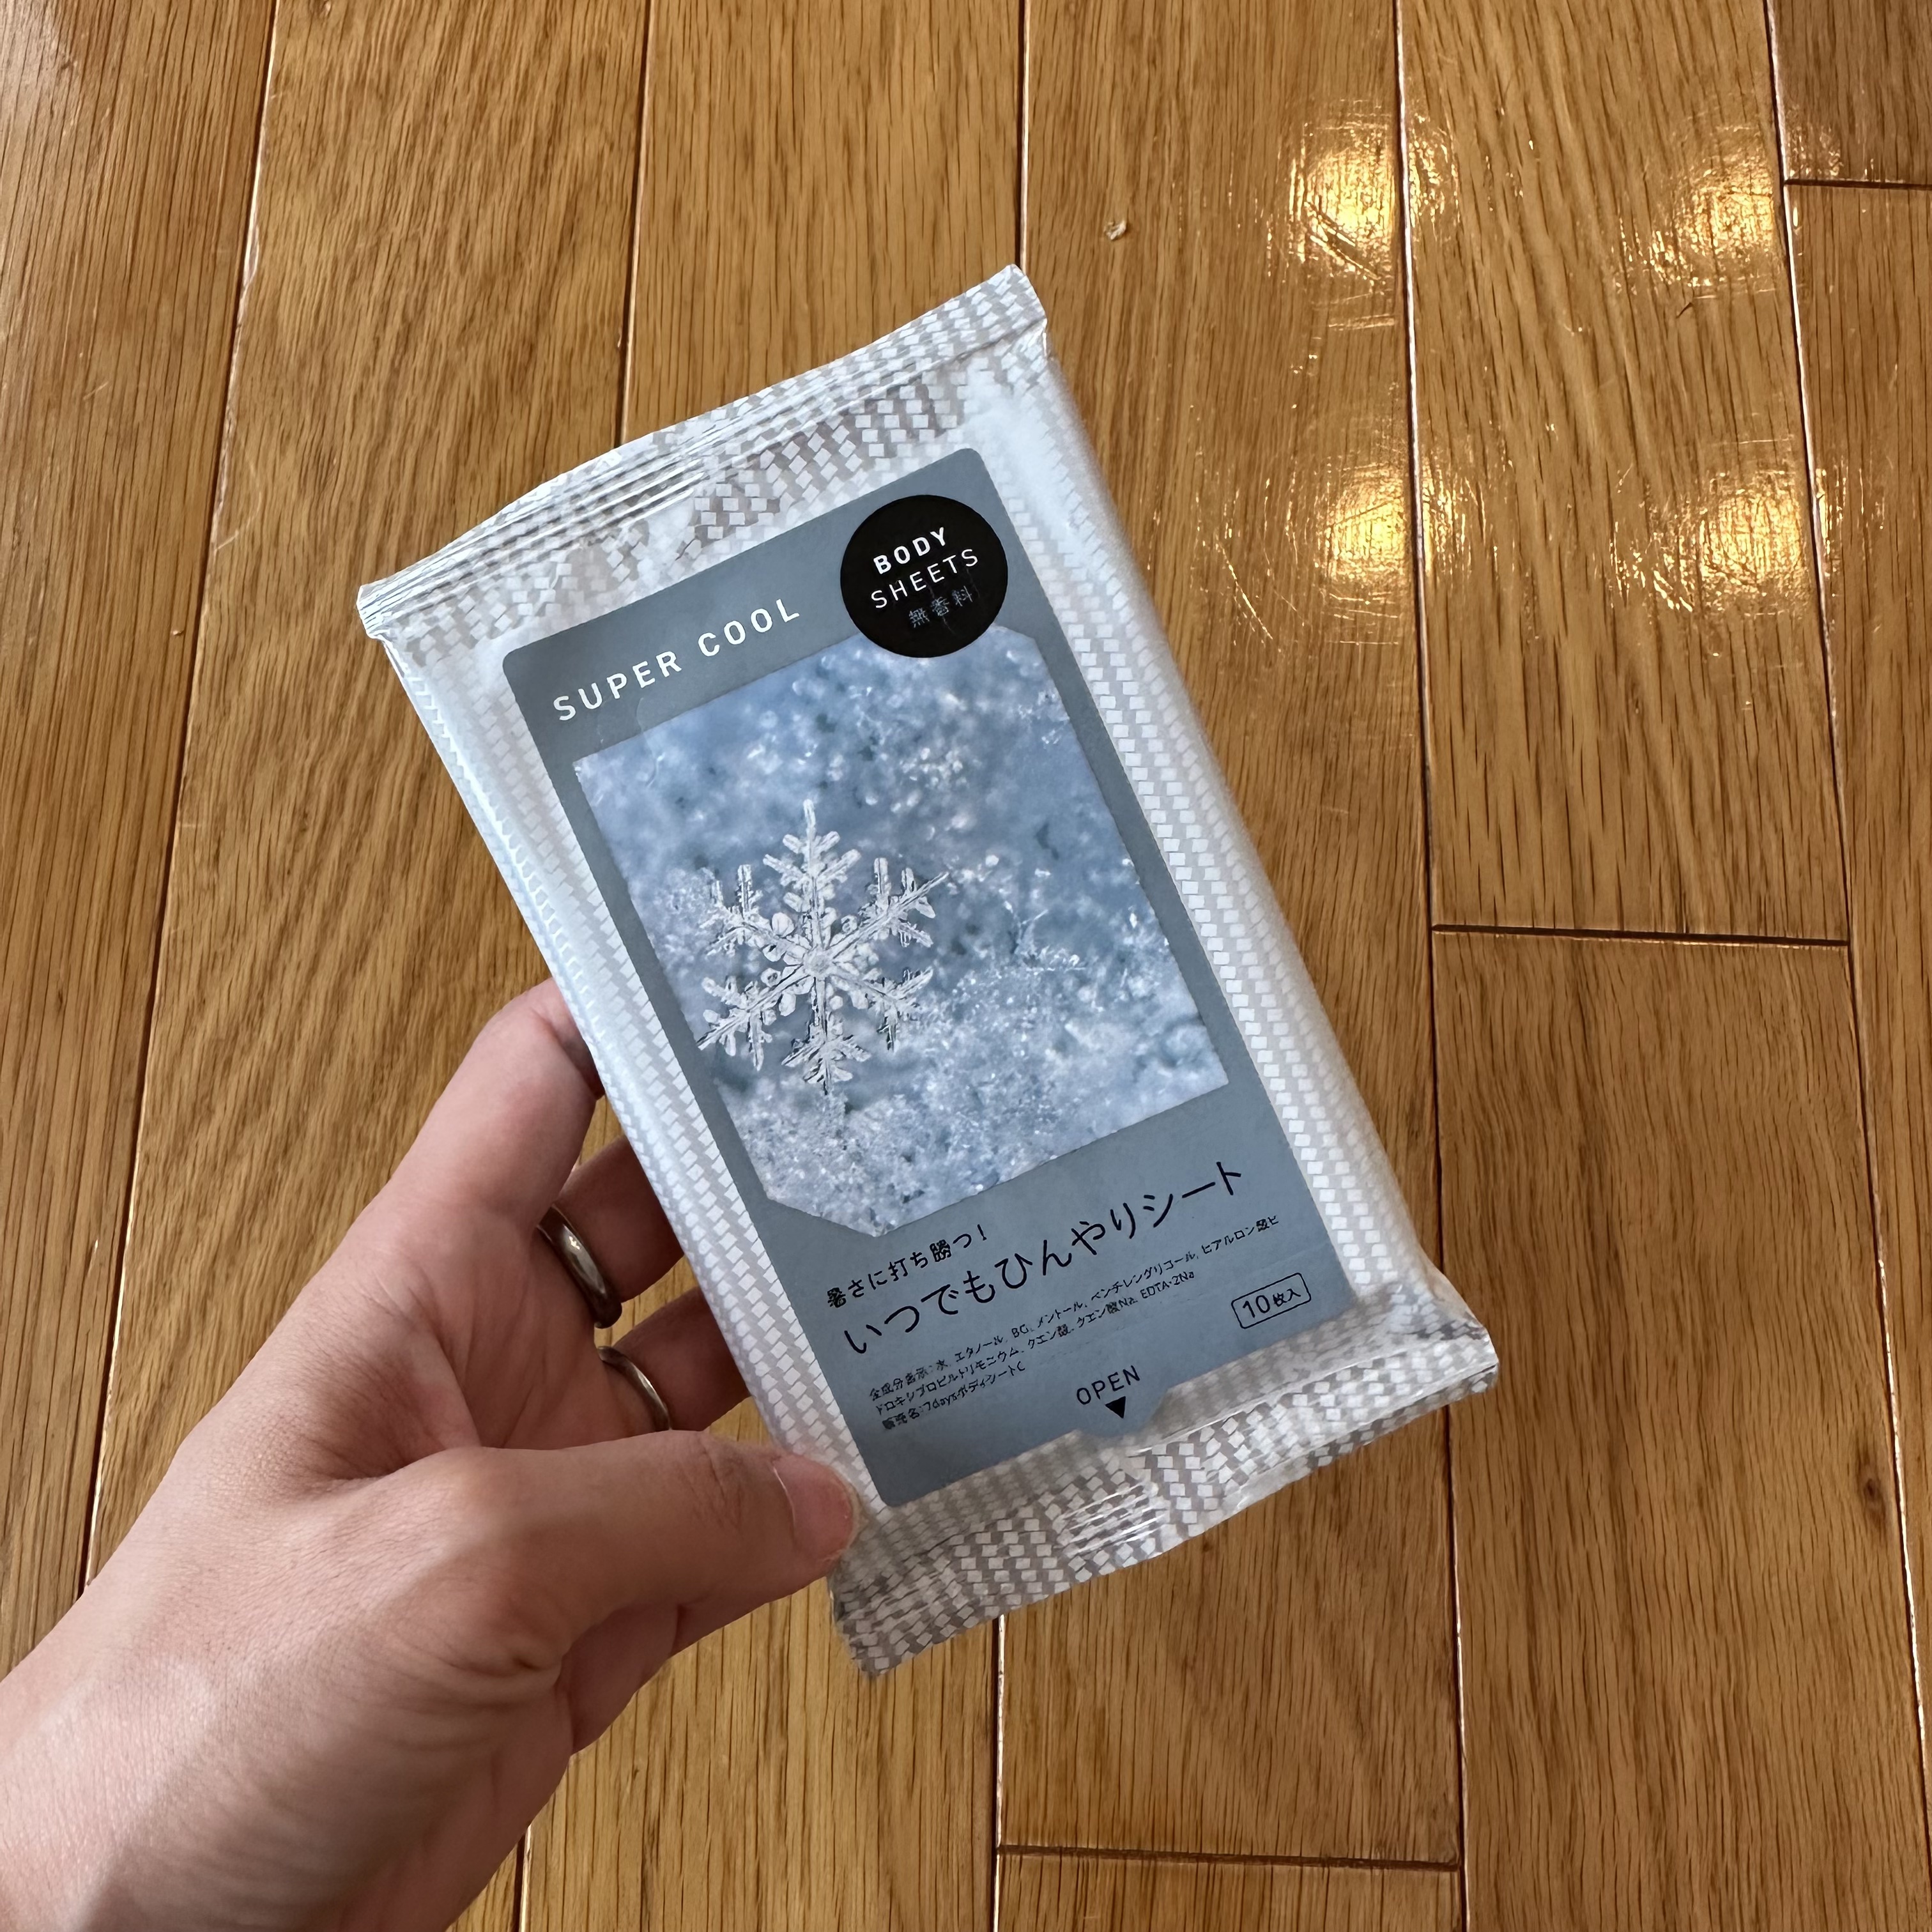 SUPER COOL
BODY
SHEETS
無香料
暑さに打ち勝つ!
いつでもひんやりシート
全成分表示:水、エタノール、BG、メントール、ペンチレングリコール、ヒアルロン酸ヒ
ドロキシプロピルトリモニウム、クエン酸、クエン酸Na、EDTA-2Na
販売名:7daysボディシートC
10枚入
OPEN